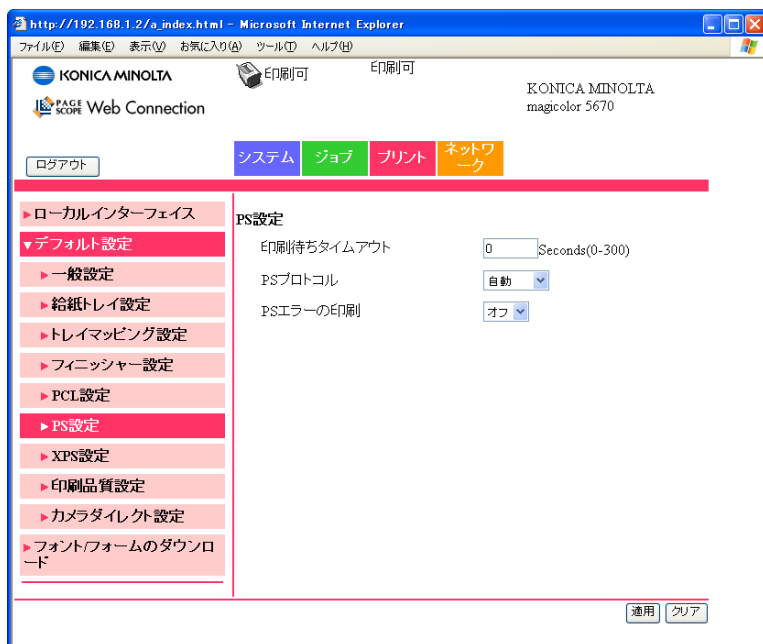 http://192.168.1.2/a_index.html - Microsoft Internet Explorer
ファイル(F) 編集(E) 表示(V) お気に入り(A) ツール(T) ヘルプ(H)
KONICA MINOLTA
印刷可
印刷可
KONICA MINOLTA
magicolor 5670
PAGE SCOPE Web Connection
ログアウト
システム
ジョブ
プリント
ネットワ
ーク
ローカルインターフェイス
デフォルト設定
一般設定
給紙トレイ設定
トレイマッピング設定
フィニッシャー設定
PCL設定
PS設定
XPS設定
印刷品質設定
カメラダイレクト設定
フォント/フォームのダウンロ
ード
PS設定
印刷待ちタイムアウト 0 Seconds(0-300)
PSプロトコル 自動
PSエラーの印刷 オフ
適用 クリア